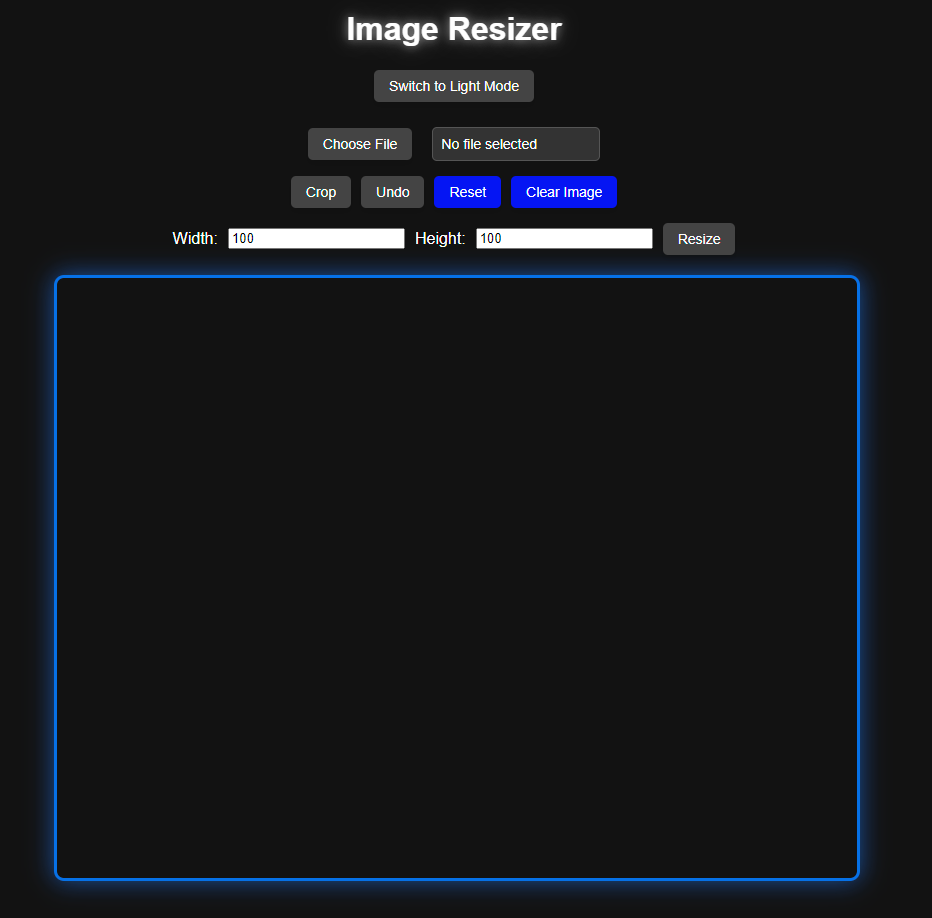 Image Resizer
Switch to Light Mode
Choose File No file selected
Crop Undo Reset Clear Image
Width: 100 Height: 100 Resize